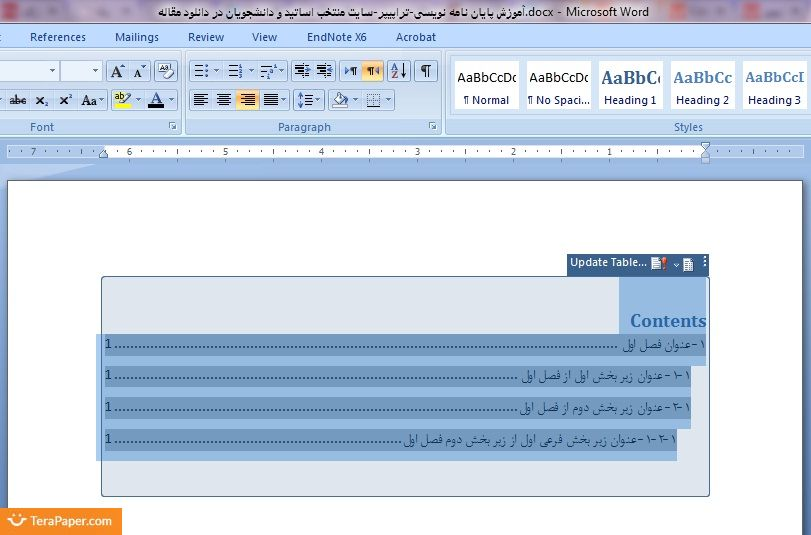 آموزش پایان نامه نویسی-تراپیپر-سایت منتخب اساتید و دانشجویان در دانلود مقاله.docx - Microsoft Word
References Mailings Review View EndNote X6 Acrobat
AaBbCcDc AaBbCcDc AaBbCc AaBbCc AaBbCcI
¶ Normal ¶ No Spaci... Heading 1 Heading 2 Heading 3
Font Paragraph Styles
7 6 5 4 3 2 1
Update Table...
Contents
۱-عنوان فصل اول 1
۱-۱-عنوان زیر بخش اول از فصل اول 1
۱-۲-عنوان زیر بخش دوم از فصل اول 1
۱-۲-۱-عنوان زیر بخش فرعی اول از زیر بخش دوم فصل اول 1
TeraPaper.com